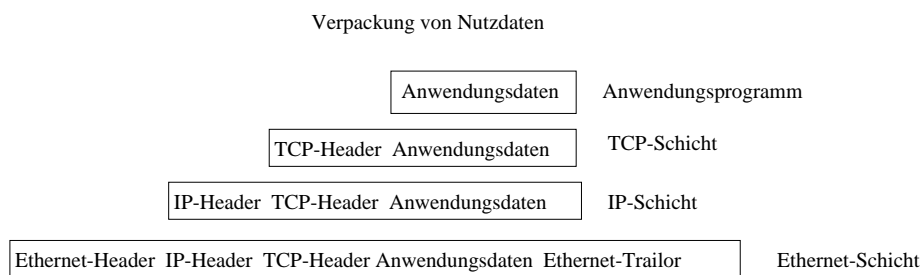 Verpackung von Nutzdaten
Anwendungsdaten Anwendungsprogramm
TCP-Header Anwendungsdaten TCP-Schicht
IP-Header TCP-Header Anwendungsdaten IP-Schicht
Ethernet-Header IP-Header TCP-Header Anwendungsdaten Ethernet-Trailor Ethernet-Schicht